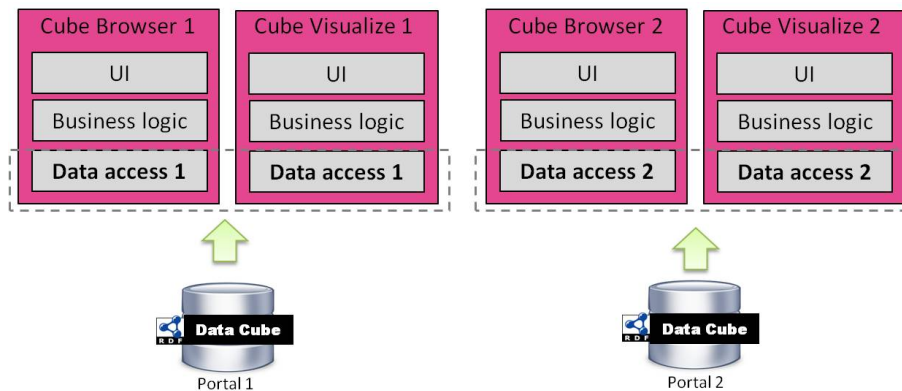 Cube Browser 1
UI
Business logic
Data access 1
Cube Visualize 1
UI
Business logic
Data access 1
Cube Browser 2
UI
Business logic
Data access 2
Cube Visualize 2
UI
Business logic
Data access 2
RDF
Data Cube
Portal 1
RDF
Data Cube
Portal 2